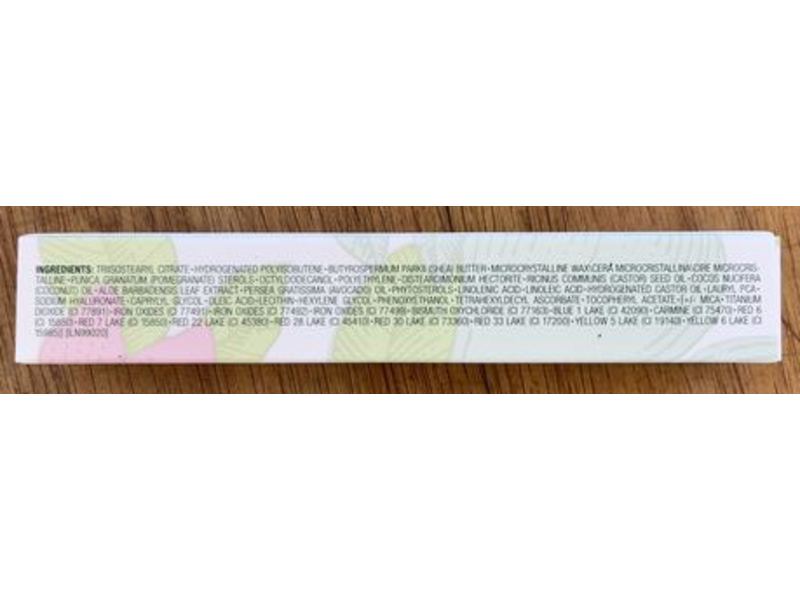 INGREDIENTS: TRIISOSTEARYL CITRATE • HYDROGENATED POLYISOBUTENE • BUTYROSPERMUM PARKII (SHEA) BUTTER • MICROCRYSTALLINE WAX\CERA MICROCRISTALLINA\CIRE MICROCRIS-
TALLINE • PUNICA GRANATUM (POMEGRANATE) STEROLS • OCTYLDODECANOL • POLYETHYLENE • DISTEARDIMONIUM HECTORITE • RICINUS COMMUNIS (CASTOR) SEED OIL • COCOS NUCIFERA
(COCONUT) OIL • ALOE BARBADENSIS LEAF EXTRACT • PERSEA GRATISSIMA (AVOCADO) OIL • PHYTOSTEROLS • LINOLENIC ACID • LINOLEIC ACID • HYDROGENATED CASTOR OIL • LAURYL PCA •
SODIUM HYALURONATE • CAPRYLYL GLYCOL • OLEIC ACID • LECITHIN • HEXYLENE GLYCOL • PHENOXYETHANOL • TETRAHEXYLDECYL ASCORBATE • TOCOPHERYL ACETATE • [+/- MICA • TITANIUM
DIOXIDE (CI 77891) • IRON OXIDES (CI 77491) • IRON OXIDES (CI 77492) • IRON OXIDES (CI 77499) • BISMUTH OXYCHLORIDE (CI 77163) • BLUE 1 LAKE (CI 42090) • CARMINE (CI 75470) • RED 6
(CI 15850) • RED 7 LAKE (CI 15850) • RED 22 LAKE (CI 45380) • RED 28 LAKE (CI 45410) • RED 30 LAKE (CI 73360) • RED 33 LAKE (CI 17200) • YELLOW 5 LAKE (CI 19140) • YELLOW 6 LAKE (CI
15985)] [ILN99020]